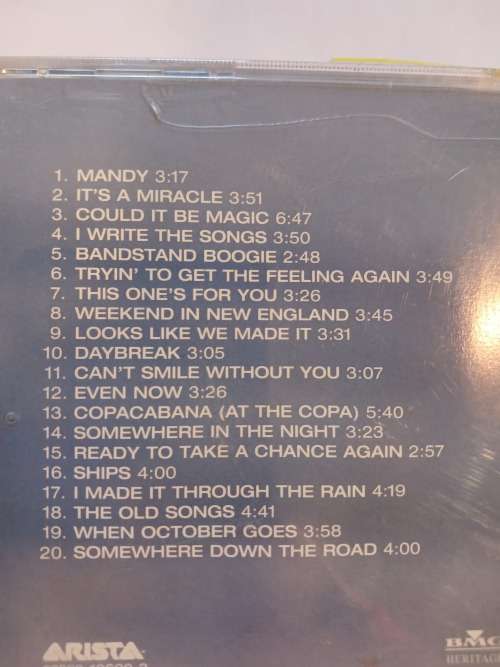 1. MANDY 3:17
2. IT'S A MIRACLE 3:51
3. COULD IT BE MAGIC 6:47
4. I WRITE THE SONGS 3:50
5. BANDSTAND BOOGIE 2:48
6. TRYIN' TO GET THE FEELING AGAIN 3:49
7. THIS ONE'S FOR YOU 3:26
8. WEEKEND IN NEW ENGLAND 3:45
9. LOOKS LIKE WE MADE IT 3:31
10. DAYBREAK 3:05
11. CAN'T SMILE WITHOUT YOU 3:07
12. EVEN NOW 3:26
13. COPACABANA (AT THE COPA) 5:40
14. SOMEWHERE IN THE NIGHT 3:23
15. READY TO TAKE A CHANCE AGAIN 2:57
16. SHIPS 4:00
17. I MADE IT THROUGH THE RAIN 4:19
18. THE OLD SONGS 4:41
19. WHEN OCTOBER GOES 3:58
20. SOMEWHERE DOWN THE ROAD 4:00
ARISTA
BMG